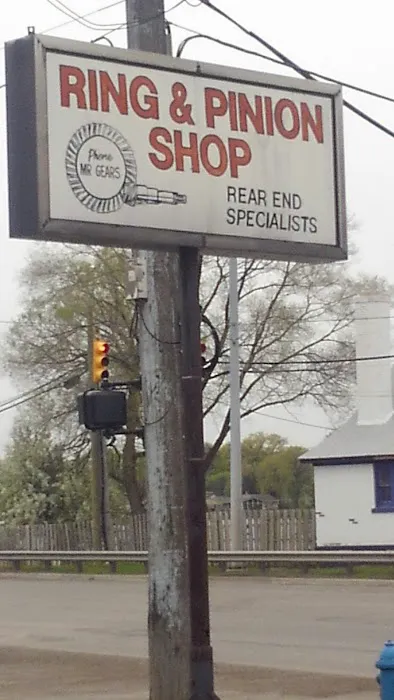 RING & PINION
SHOP
Phone
MR GEARS
REAR END
SPECIALISTS